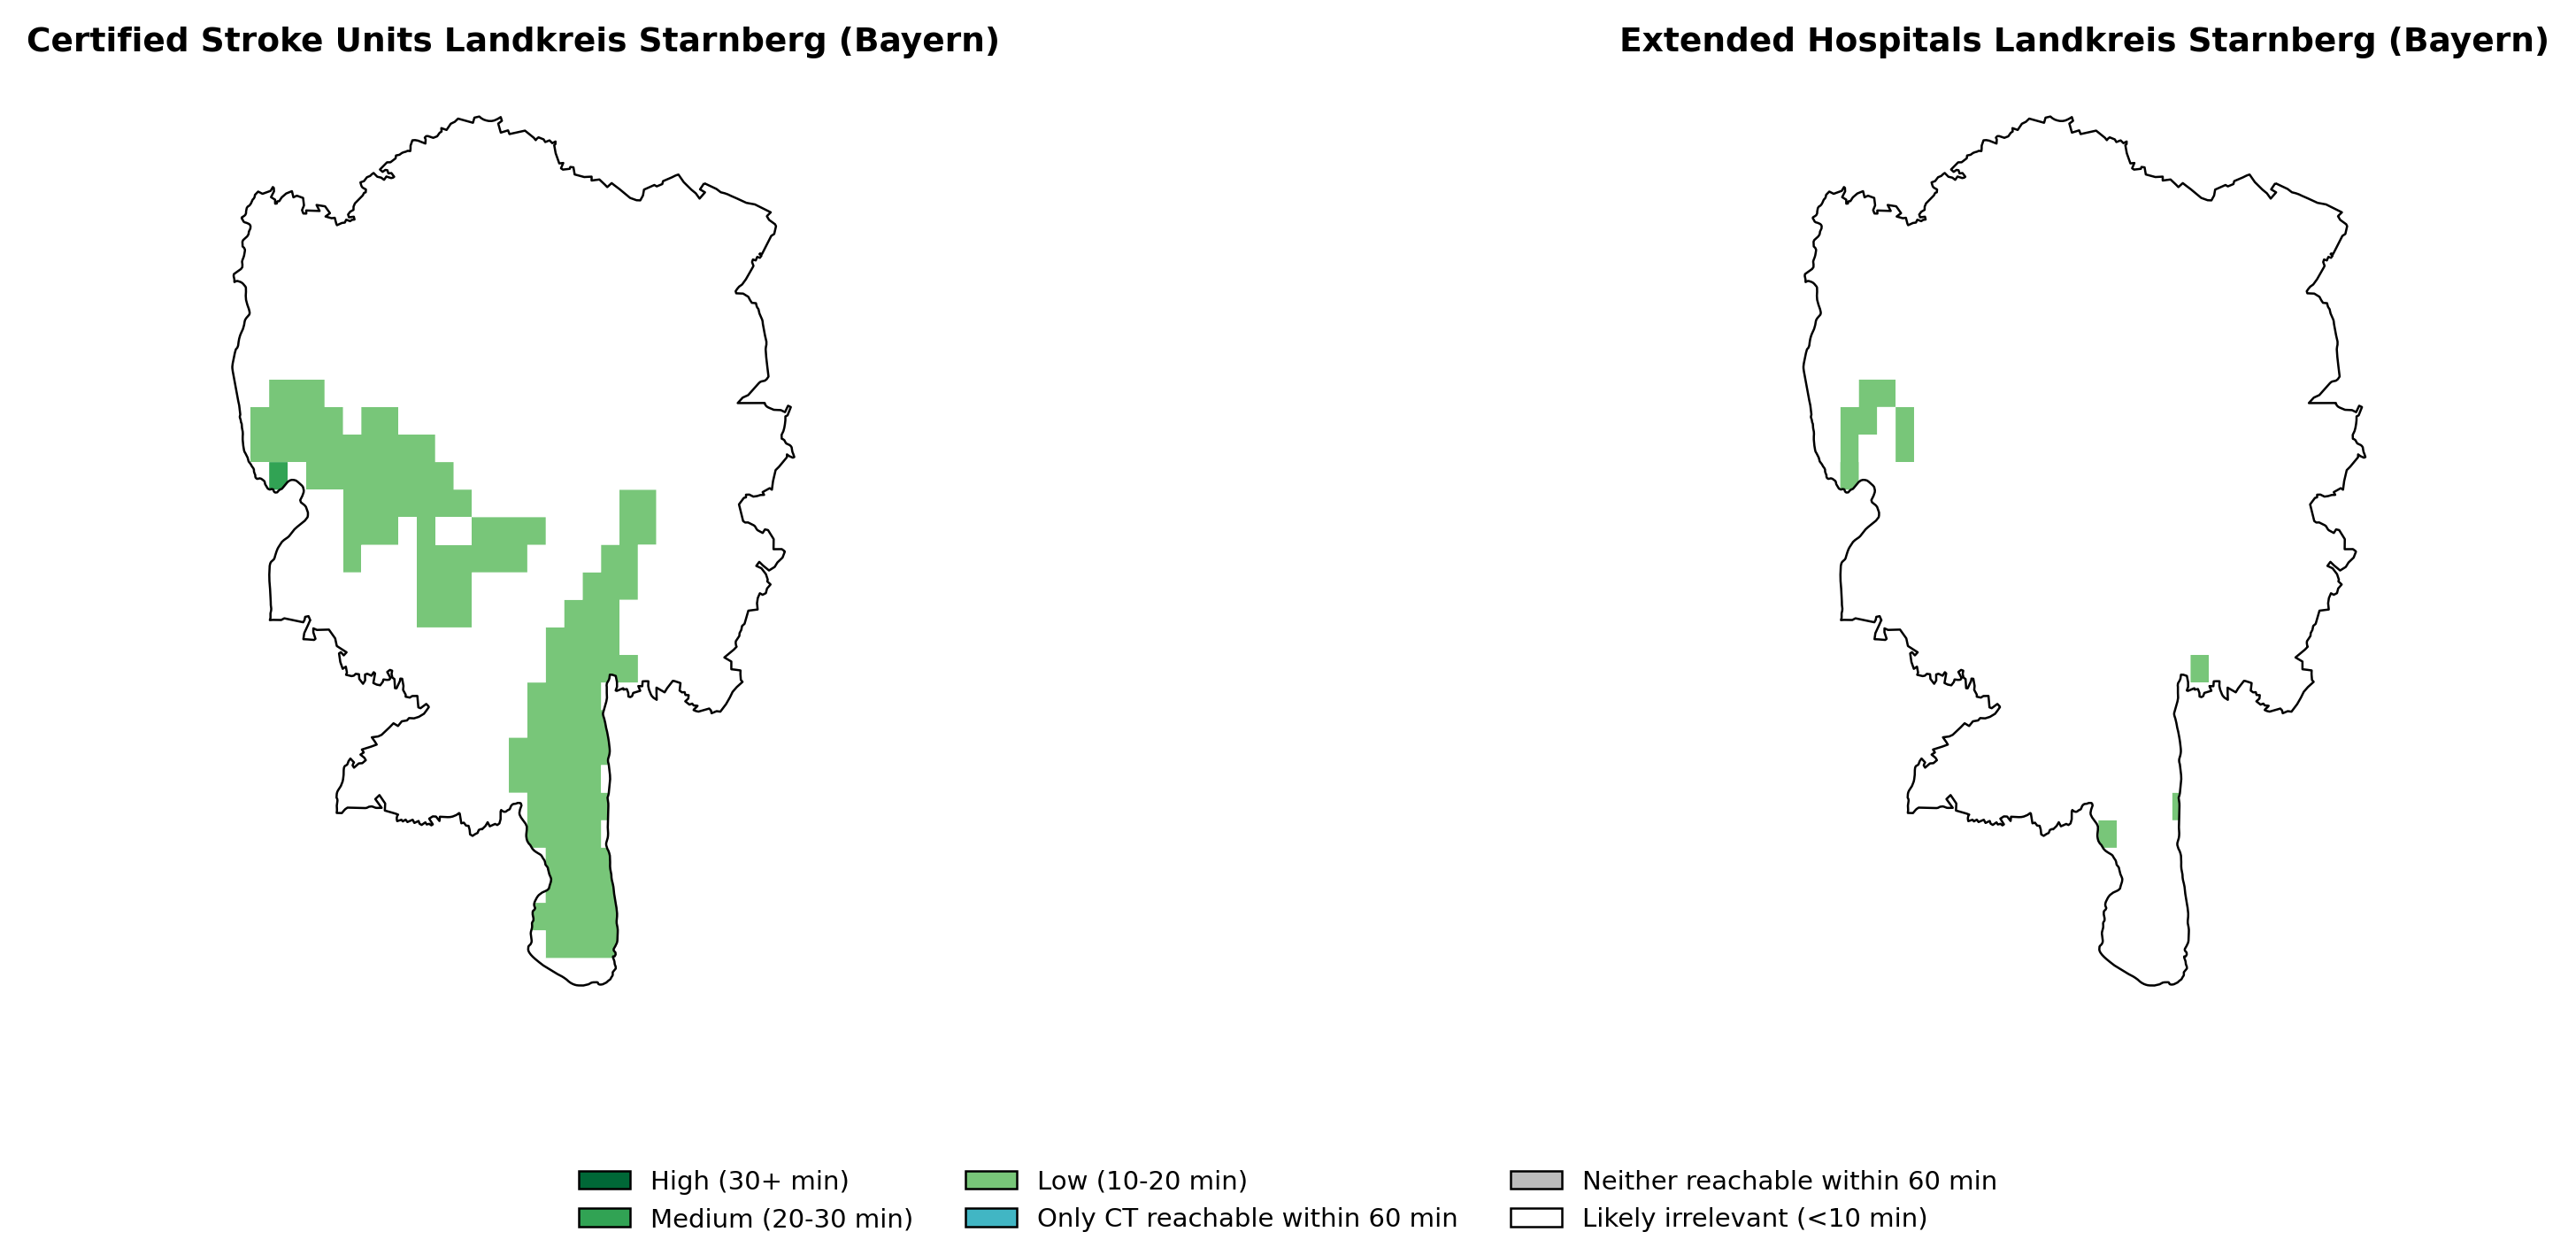 Certified Stroke Units Landkreis Starnberg (Bayern)
Extended Hospitals Landkreis Starnberg (Bayern)
High (30+ min)
Medium (20-30 min)
Low (10-20 min)
Only CT reachable within 60 min
Neither reachable within 60 min
Likely irrelevant (<10 min)